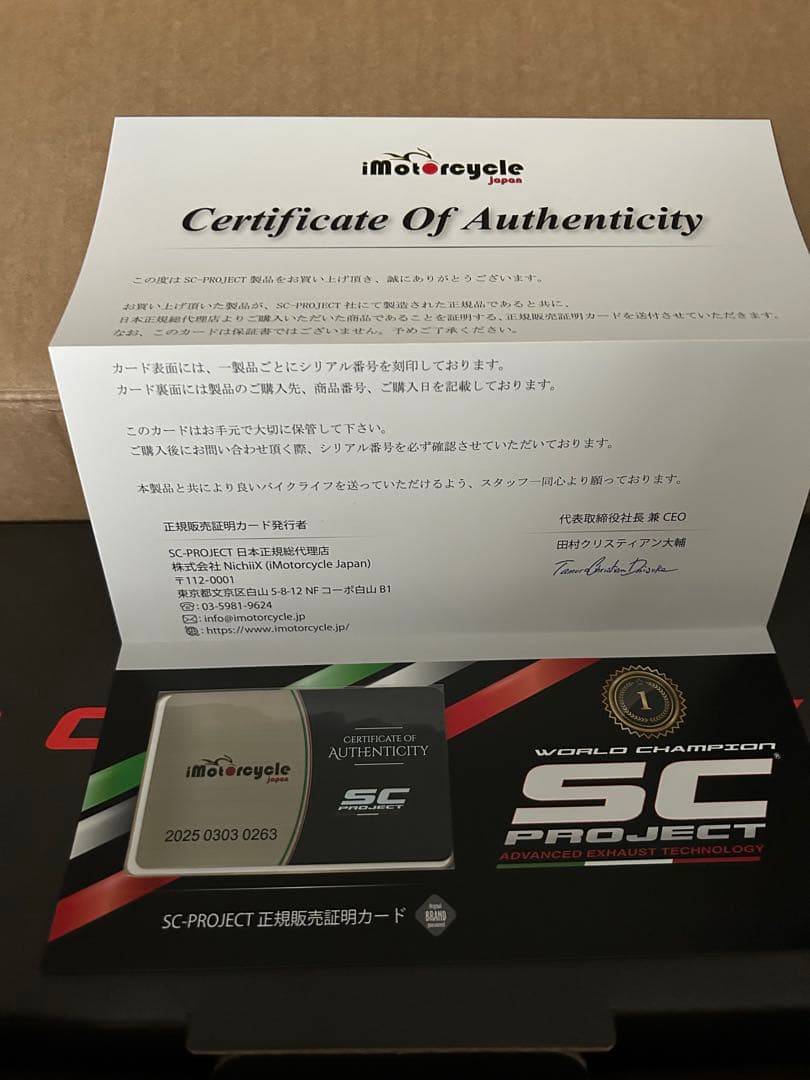 iMotorcycle
Japan
Certificate Of Authenticity
この度は SC-PROJECT 製品をお買い上げ頂き、誠にありがとうございます。
お買い上げ頂いた製品が、SC-PROJECT 社にて製造された正規品であると共に、
日本正規総代理店よりご購入いただいた商品であることを証明する、正規販売証明カードを送付させていただきます。
なお、このカードは保証書ではございません。予めご了承ください。
カード表面には、一製品ごとにシリアル番号を刻印しております。
カード裏面には製品のご購入先、商品番号、ご購入日を記載しております。
このカードはお手元で大切に保管して下さい。
ご購入後にお問い合わせ頂く際、シリアル番号を必ず確認させていただいております。
本製品と共により良いバイクライフを送っていただけるよう、スタッフ一同心より願っております。
正規販売証明カード発行者
SC-PROJECT 日本正規総代理店
株式会社 NichiiX (iMotorcycle Japan)
〒112-0001
東京都文京区白山 5-8-12 NF コーポ白山 B1
☎: 03-5981-9624
✉: info@imotorcycle.jp
: https://www.imotorcycle.jp/
代表取締役社長 兼 CEO
田村クリスティアン大輔
Tamura Christian Daisuke
iMotorcycle
Japan
2025 0303 0263
CERTIFICATE OF
AUTHENTICITY
SC
PROJECT
SC-PROJECT 正規販売証明カード
Original
BRAND
1
WORLD CHAMPION
SC®
PROJECT
ADVANCED EXHAUST TECHNOLOGY